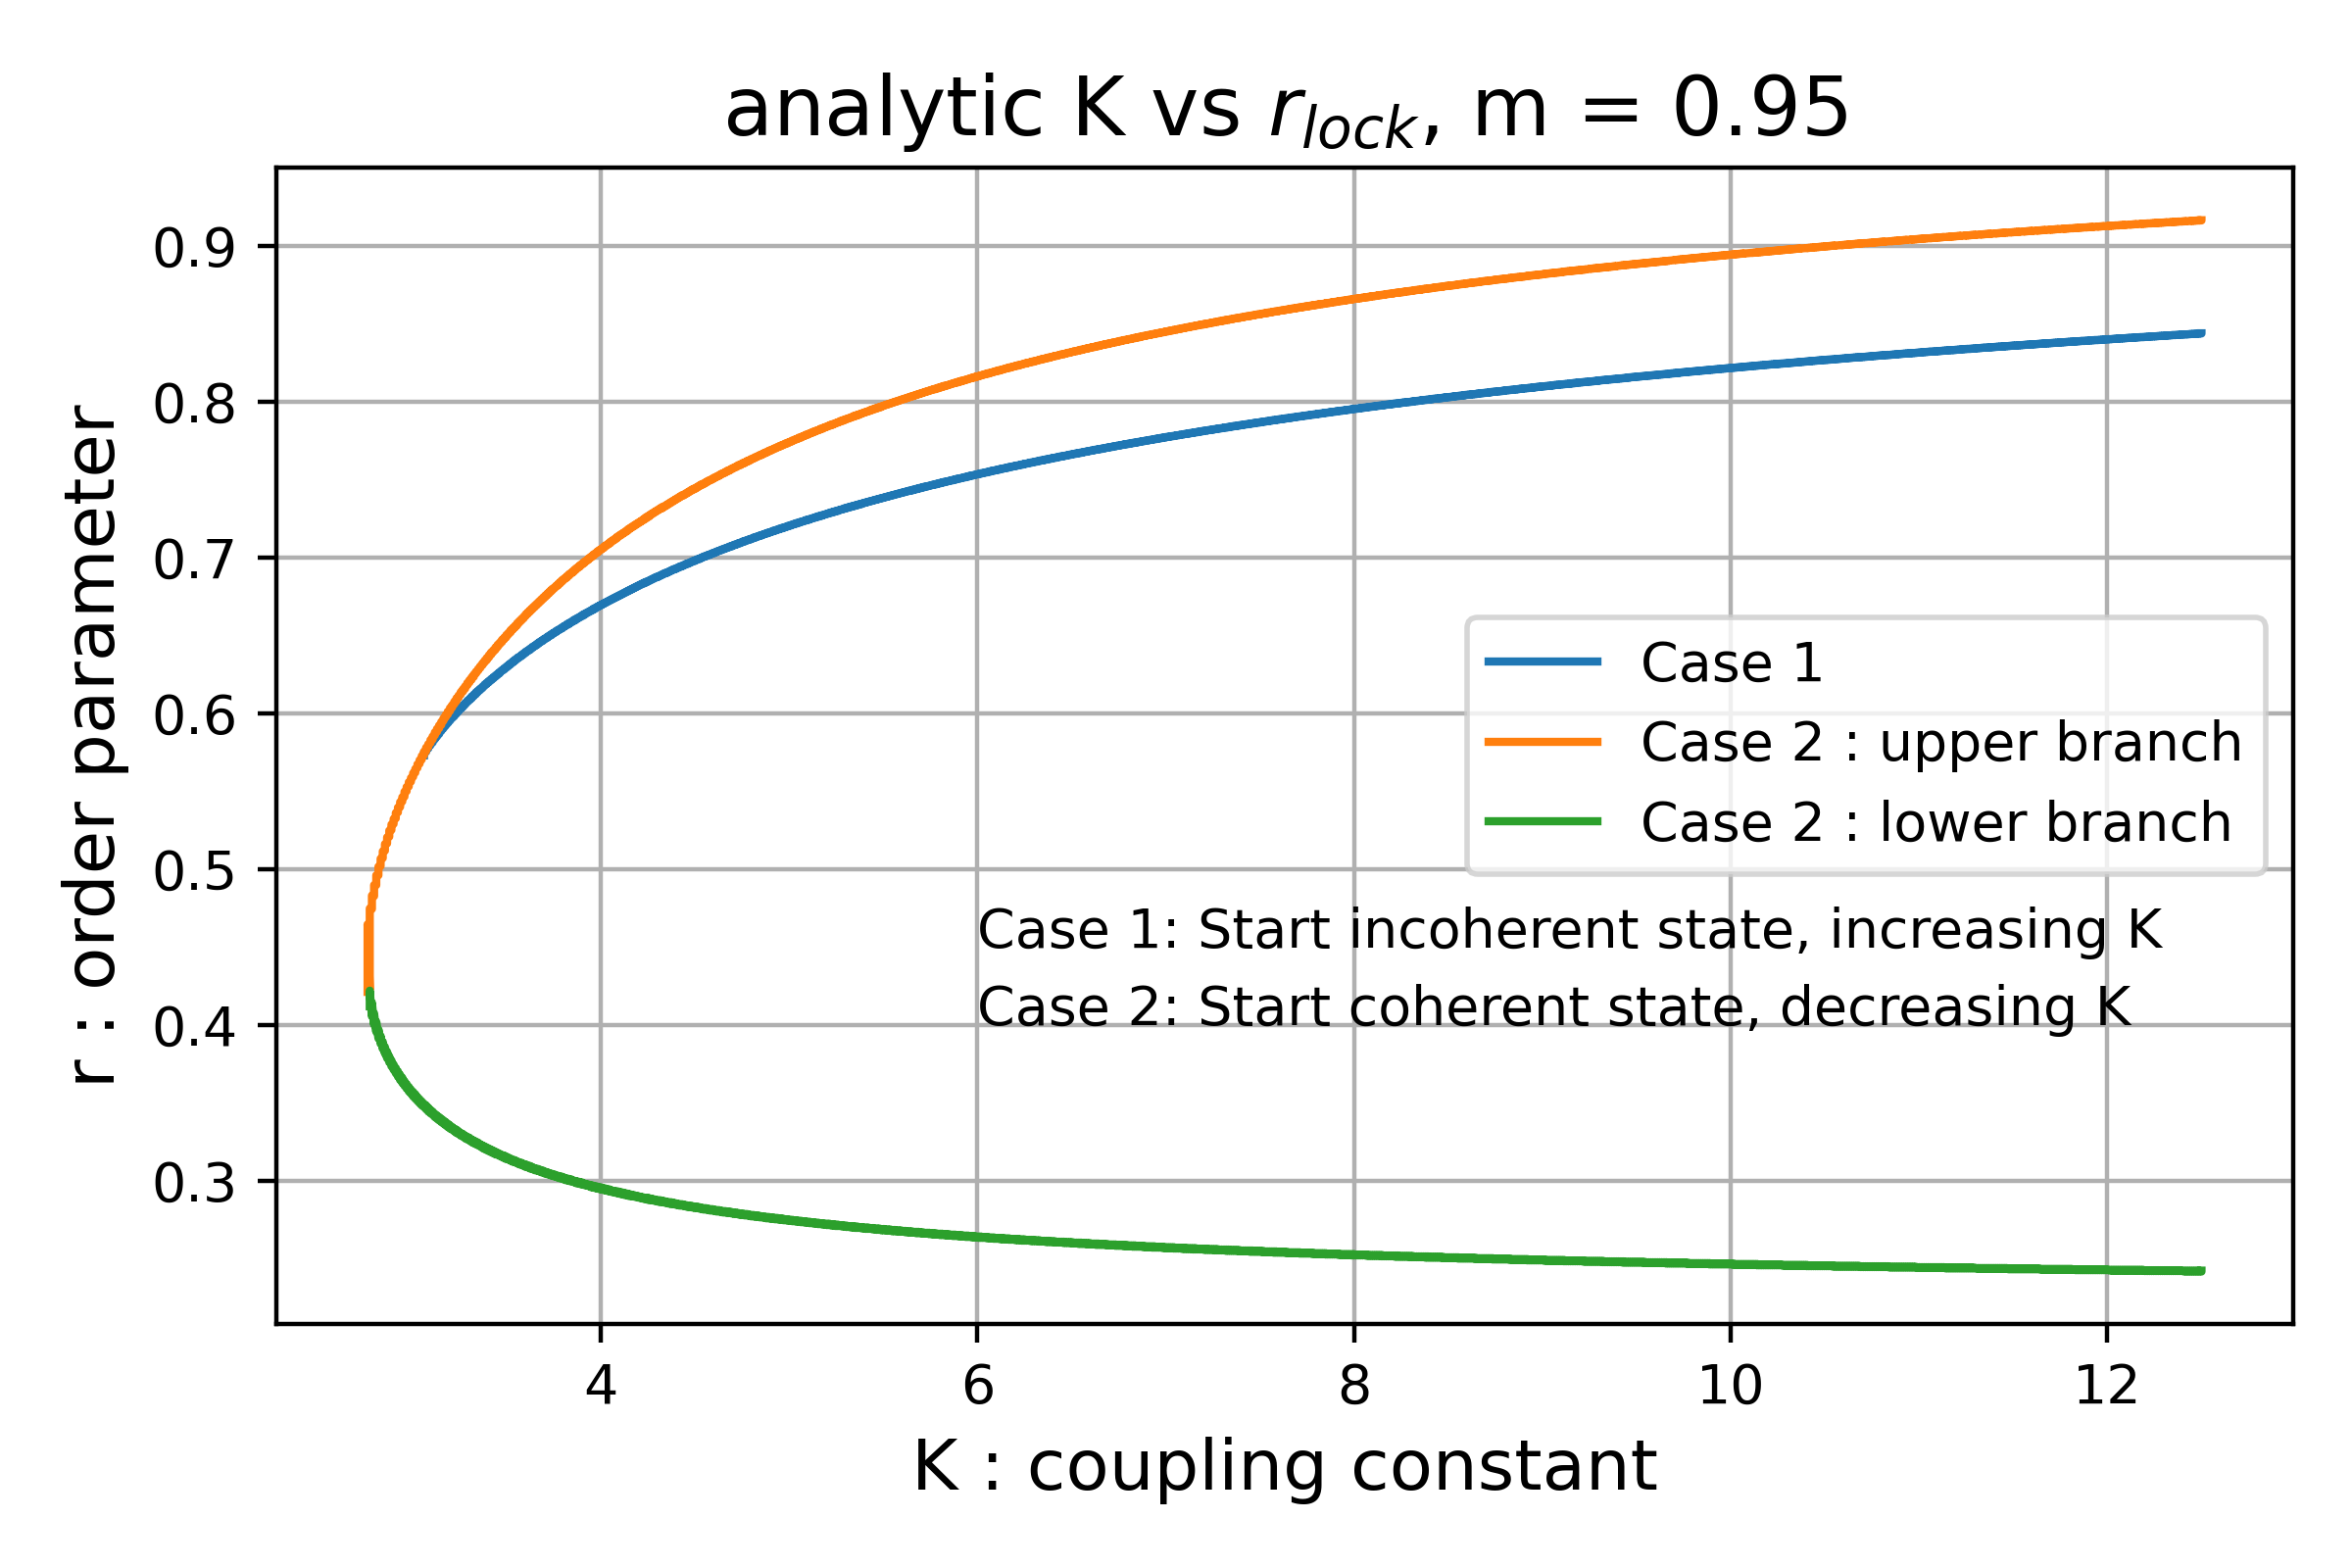 analytic K vs r_lock, m = 0.95
r : order parameter
0.9
0.8
0.7
0.6
0.5
0.4
0.3
Case 1
Case 2 : upper branch
Case 2 : lower branch
Case 1: Start incoherent state, increasing K
Case 2: Start coherent state, decreasing K
4 6 8 10 12
K : coupling constant